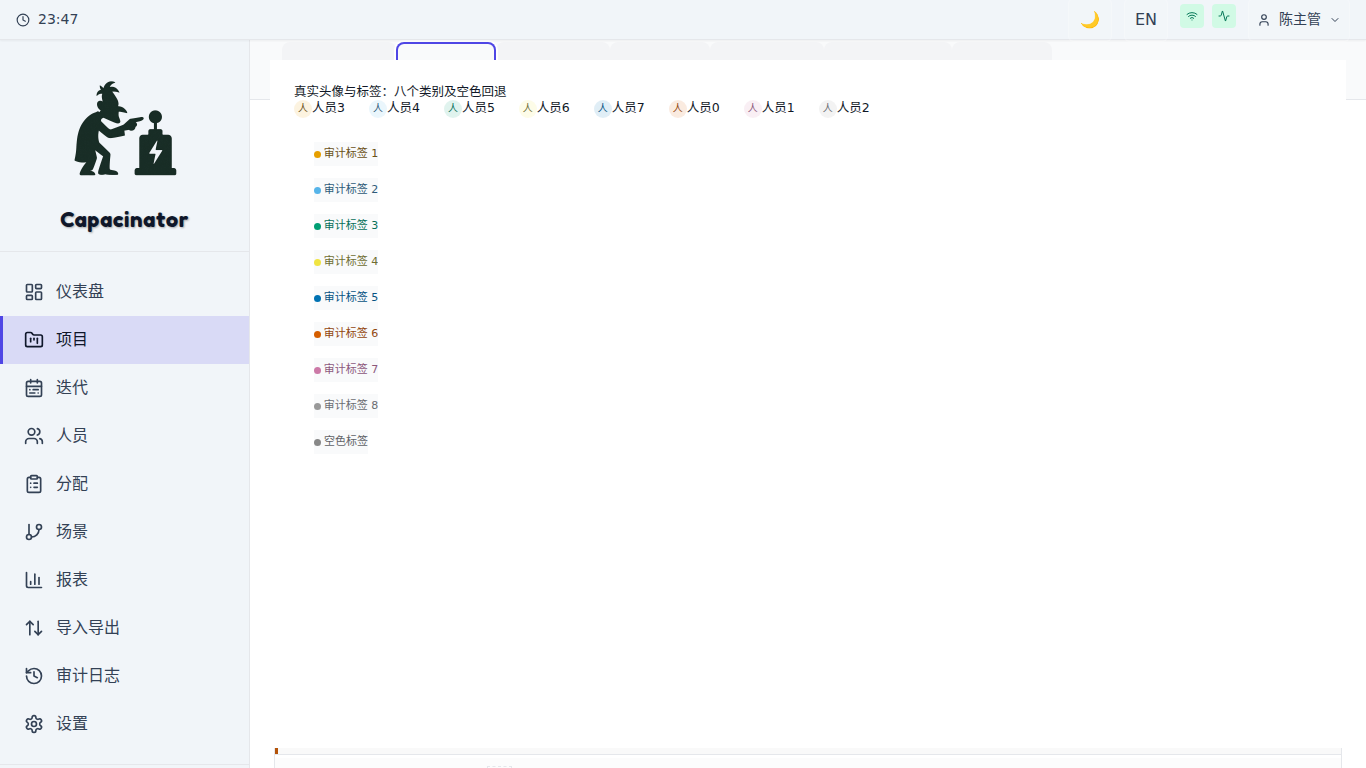 23:47
EN
陈主管
Capacinator
仪表盘
项目
迭代
人员
分配
场景
报表
导入导出
审计日志
设置
真实头像与标签：八个类别及空色回退
人 人员3 人 人员4 人 人员5 人 人员6 人 人员7 人 人员0 人 人员1 人 人员2
审计标签 1
审计标签 2
审计标签 3
审计标签 4
审计标签 5
审计标签 6
审计标签 7
审计标签 8
空色标签